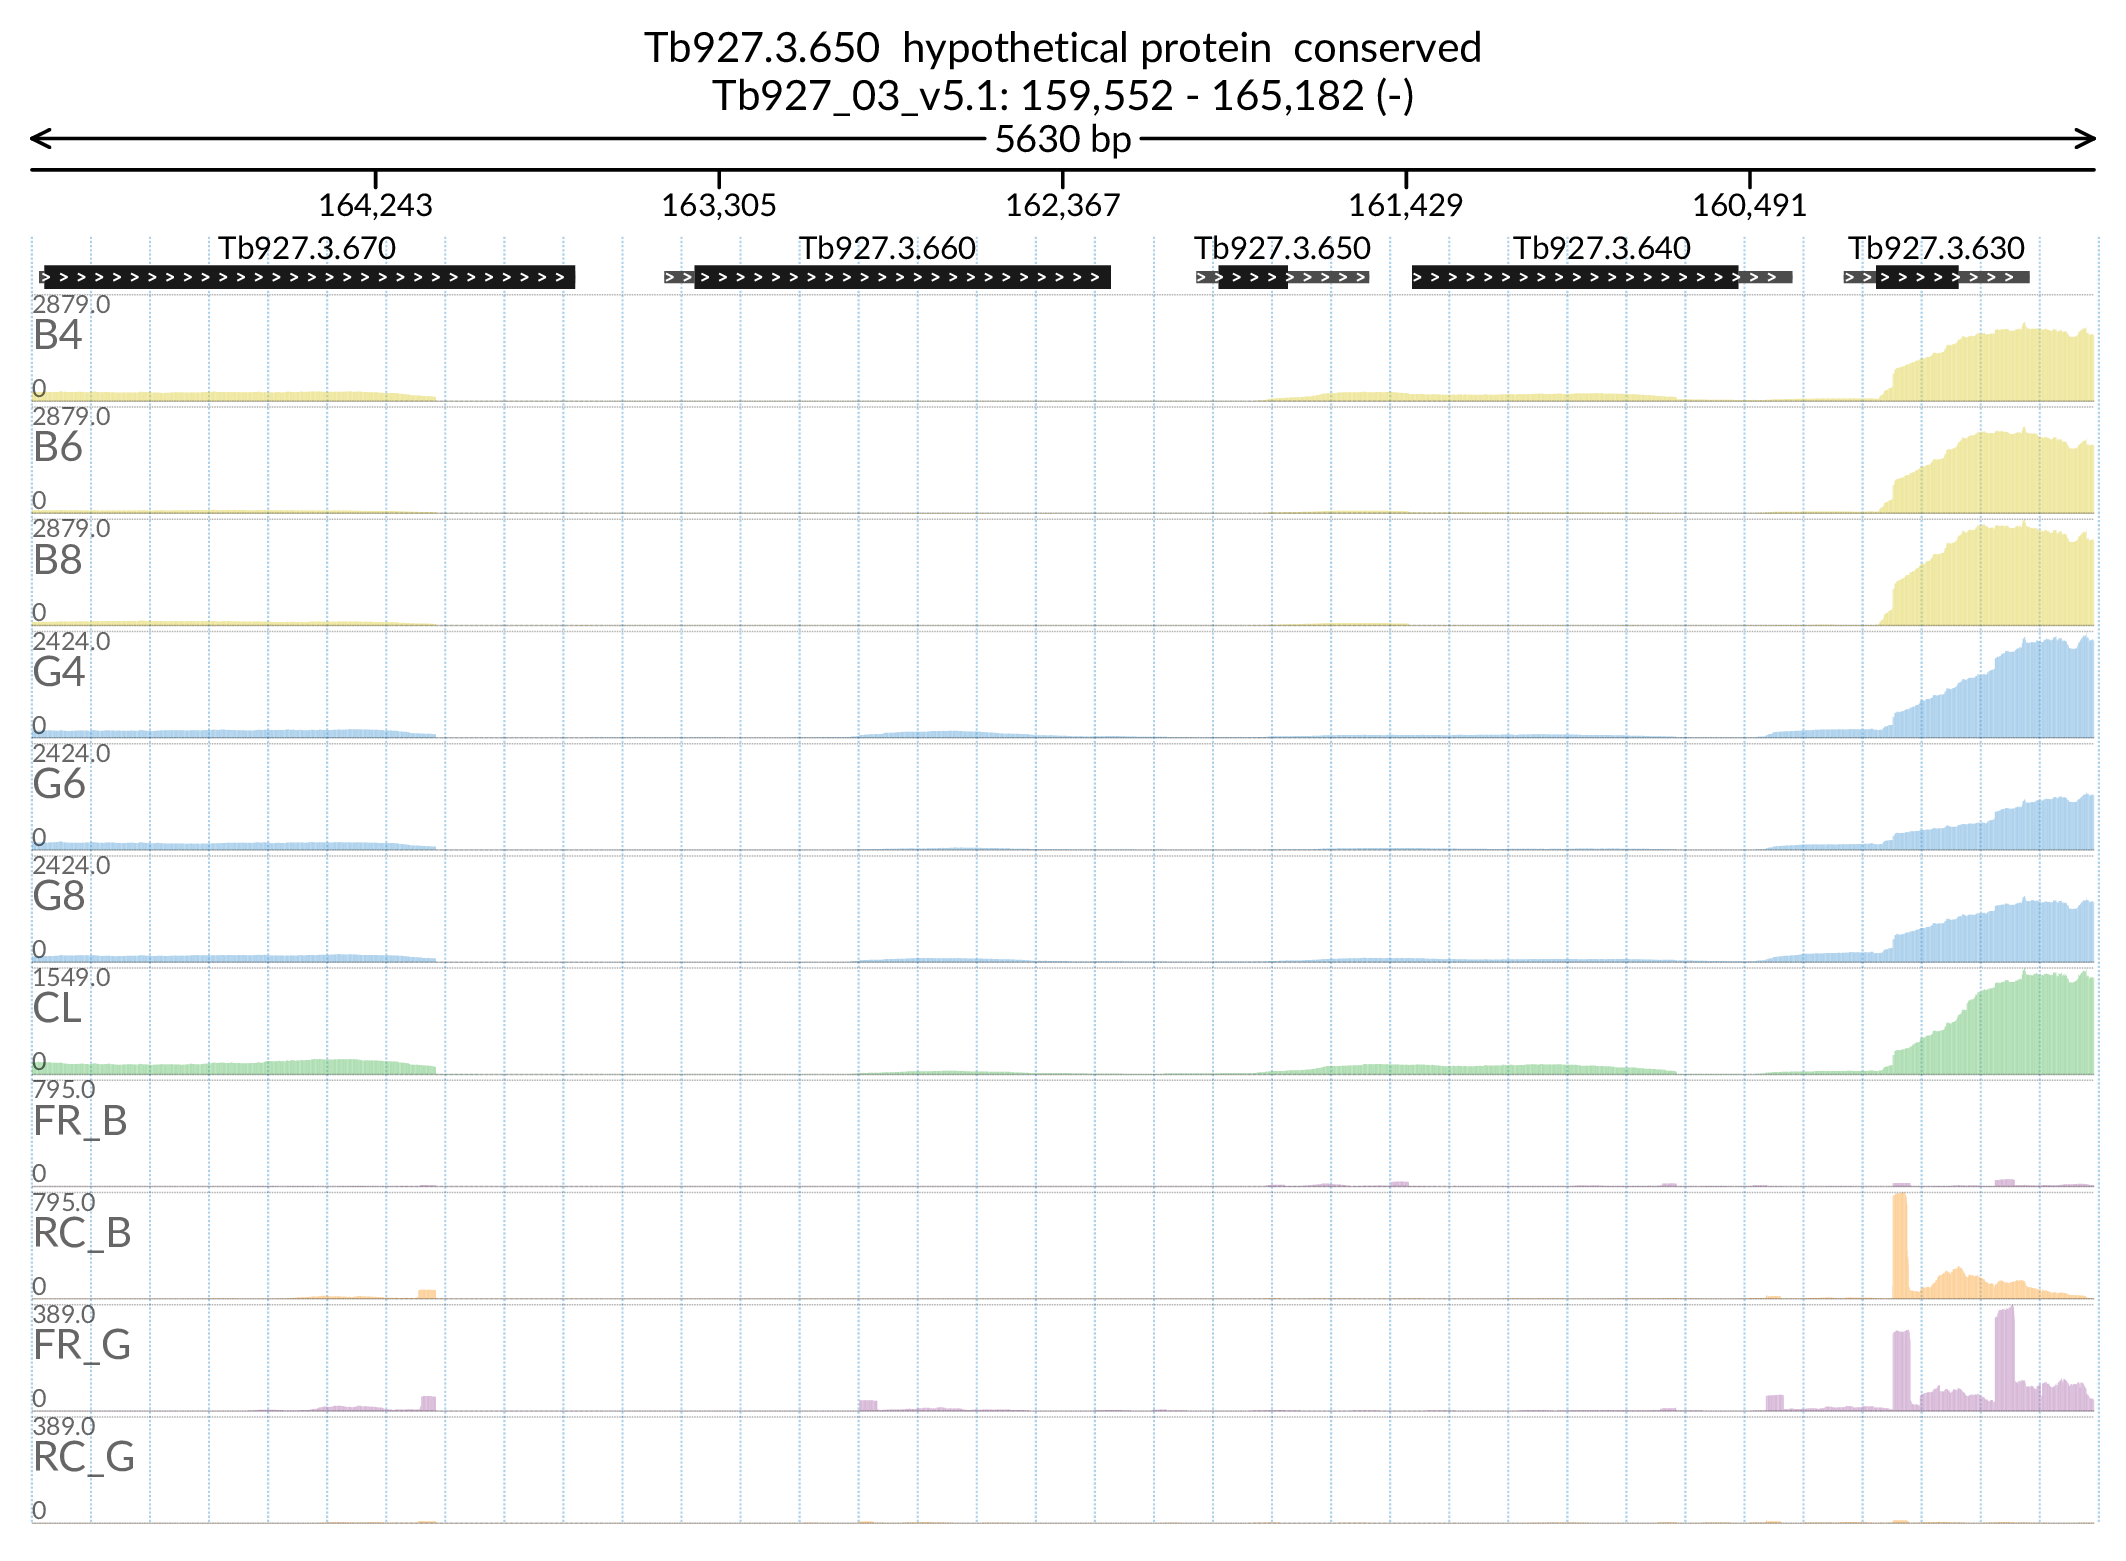 Tb927.3.650  hypothetical protein  conserved
Tb927_03_v5.1: 159,552 - 165,182 (-)
5630 bp
164,243 163,305 162,367 161,429 160,491
Tb927.3.670 Tb927.3.660 Tb927.3.650 Tb927.3.640 Tb927.3.630
2879.0
B4
0
2879.0
B6
0
2879.0
B8
0
2424.0
G4
0
2424.0
G6
0
2424.0
G8
0
1549.0
CL
0
795.0
FR_B
0
795.0
RC_B
0
389.0
FR_G
0
389.0
RC_G
0